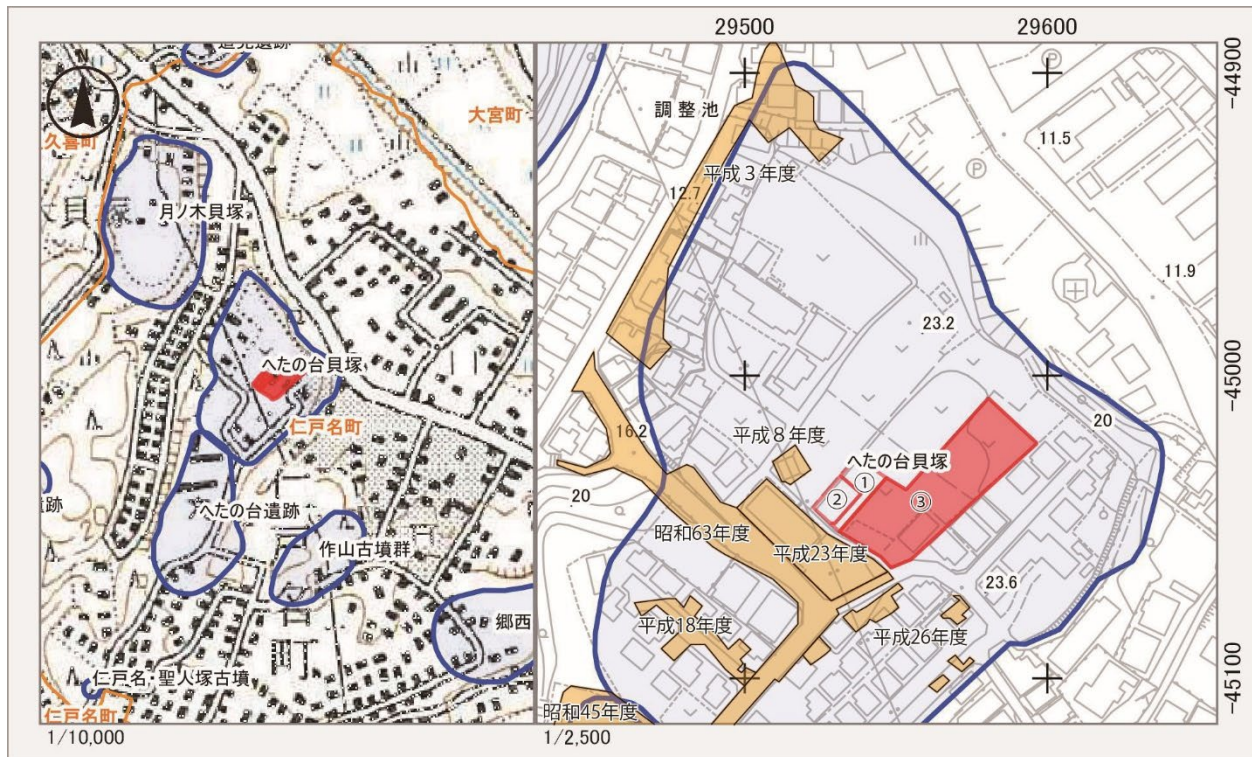 大宮町
久喜町
月ノ木貝塚
へたの台貝塚
仁戸名町
遺跡
へたの台遺跡
作山古墳群
郷西
仁戸名・聖人塚古墳
仁戸名町
1/10,000
29500
29600
-44900
-45000
-45100
調整池
11.5
平成３年度
12.7
11.9
23.2
16.2
平成８年度
20
へたの台貝塚
①
②
③
20
昭和63年度
平成23年度
23.6
平成18年度
平成26年度
昭和45年度
1/2,500